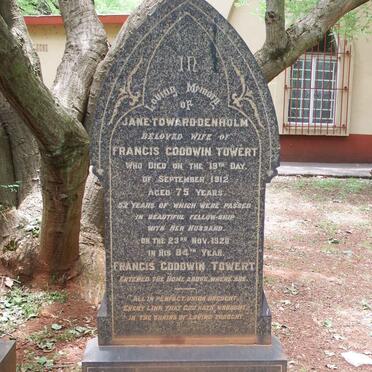 IN
Loving Memory
OF
JANE TOWARD DENHOLM
BELOVED WIFE OF
FRANCIS GOODWIN TOWERT
WHO DIED ON THE 19TH DAY.
OF SEPTEMBER 1912
AGED 75 YEARS.
52 YEARS OF WHICH WERE PASSED
IN BEAUTIFUL FELLOWSHIP
WITH HER HUSBAND.
ON THE 23RD NOV. 1920
IN HIS 84TH YEAR.
FRANCIS GOODWIN TOWERT
ENTERED THE HOME WHERE SHE
ALL IN PERFECT UNION BROUGHT.
EVERY LINK THAT GOD HATH WROUGHT
IN THE CHAINS OF LOVING THOUGHT.